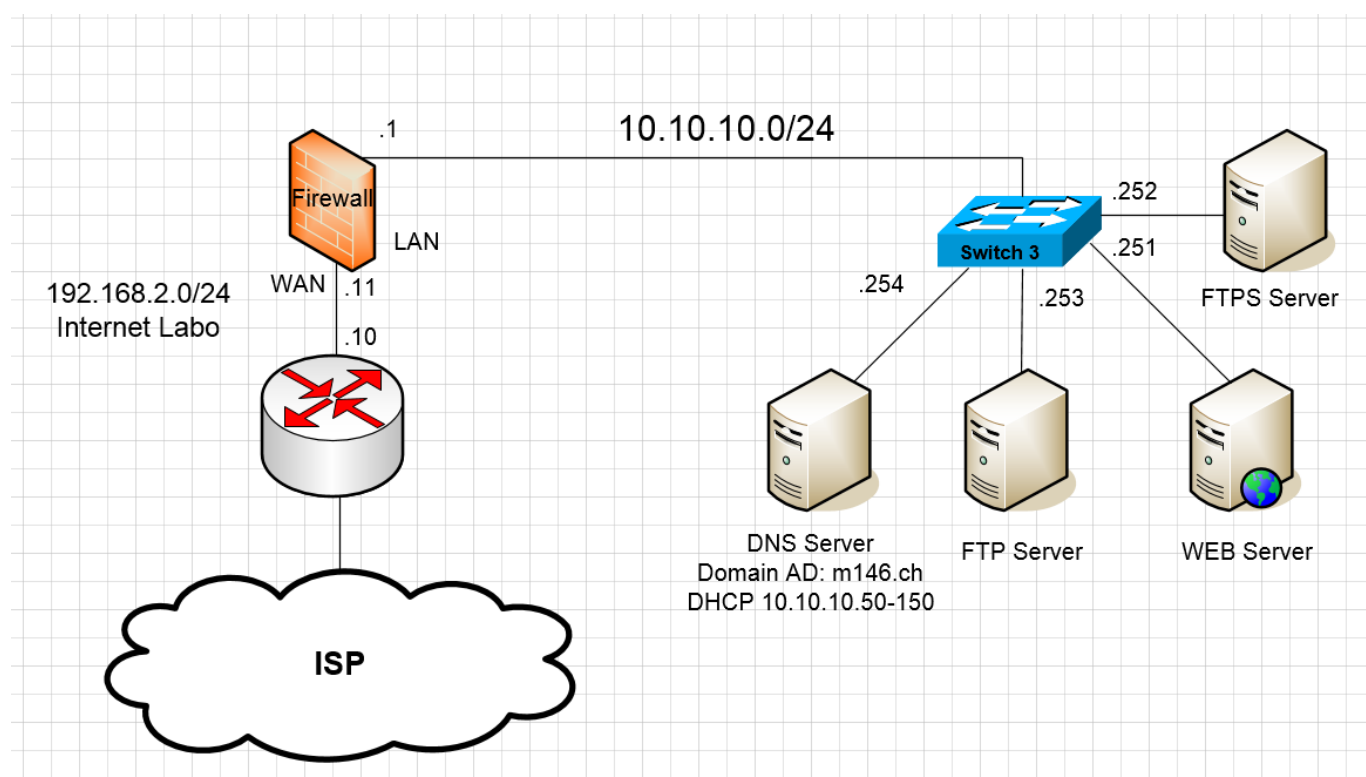 .1
10.10.10.0/24
Firewall
LAN
WAN
.11
192.168.2.0/24
Internet Labo
.10
.252
Switch 3
.251
.254
.253
FTPS Server
DNS Server
Domain AD: m146.ch
DHCP 10.10.10.50-150
FTP Server
WEB Server
ISP